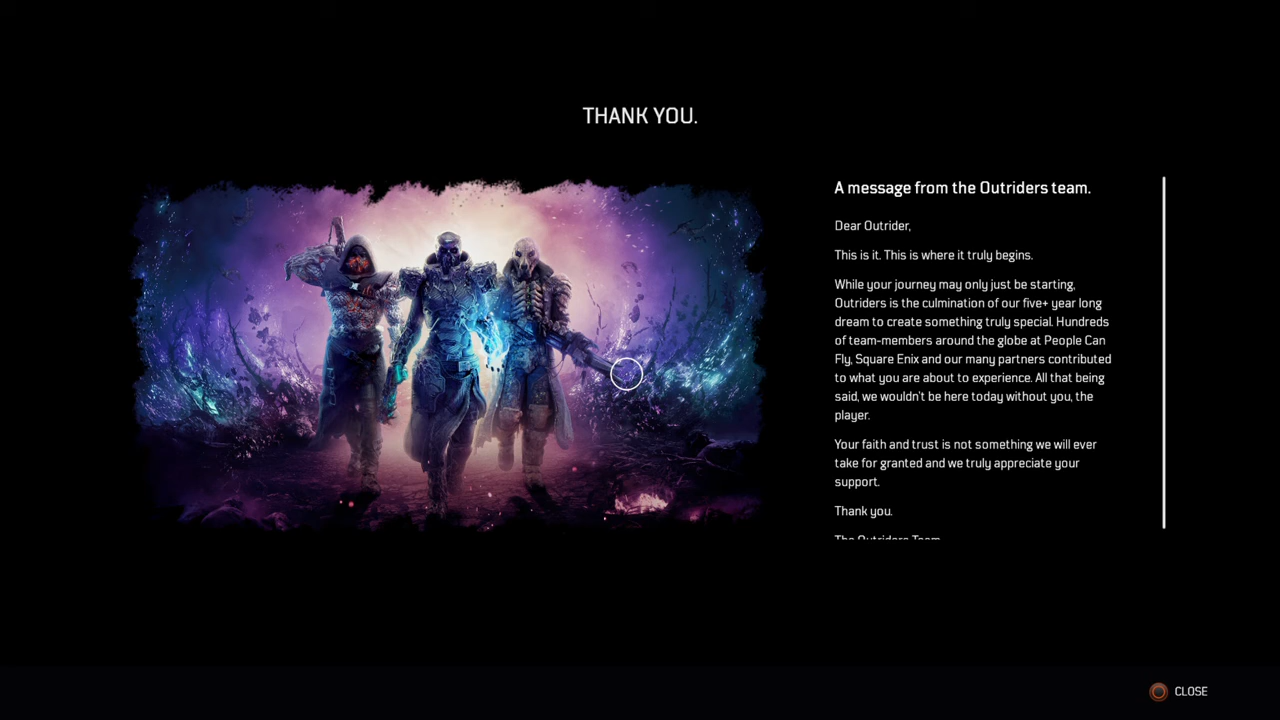 THANK YOU.
A message from the Outriders team.
Dear Outrider,
This is it. This is where it truly begins.
While your journey may only just be starting,
Outriders is the culmination of our five+ year long
dream to create something truly special. Hundreds
of team-members around the globe at People Can
Fly, Square Enix and our many partners contributed
to what you are about to experience. All that being
said, we wouldn't be here today without you, the
player.
Your faith and trust is not something we will ever
take for granted and we truly appreciate your
support.
Thank you.
The Outriders Team
CLOSE